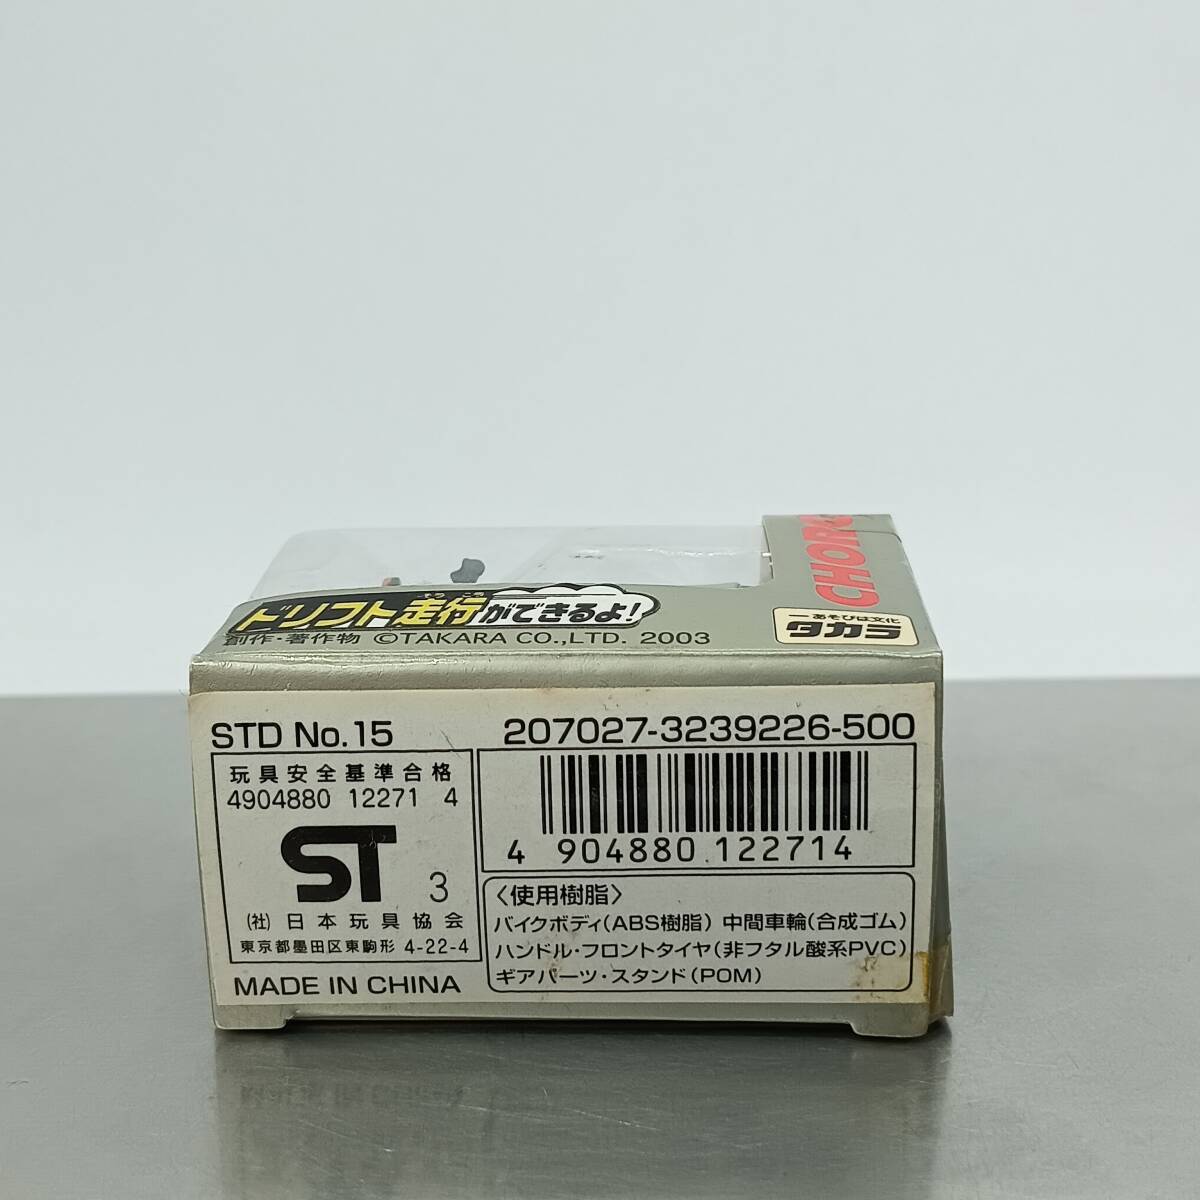 CHORO
ドリフト走行ができるよ!
そう こう
創作・著作物 ©TAKARA CO.,LTD. 2003
あそびは文化
タカラ
STD No.15
207027-3239226-500
玩具安全基準合格
4904880 12271 4
ST 3
(社)日本玩具協会
東京都墨田区東駒形 4-22-4
MADE IN CHINA
4 904880 122714
〈使用樹脂〉
バイクボディ(ABS樹脂) 中間車輪(合成ゴム)
ハンドル・フロントタイヤ(非フタル酸系PVC)
ギアパーツ・スタンド(POM)